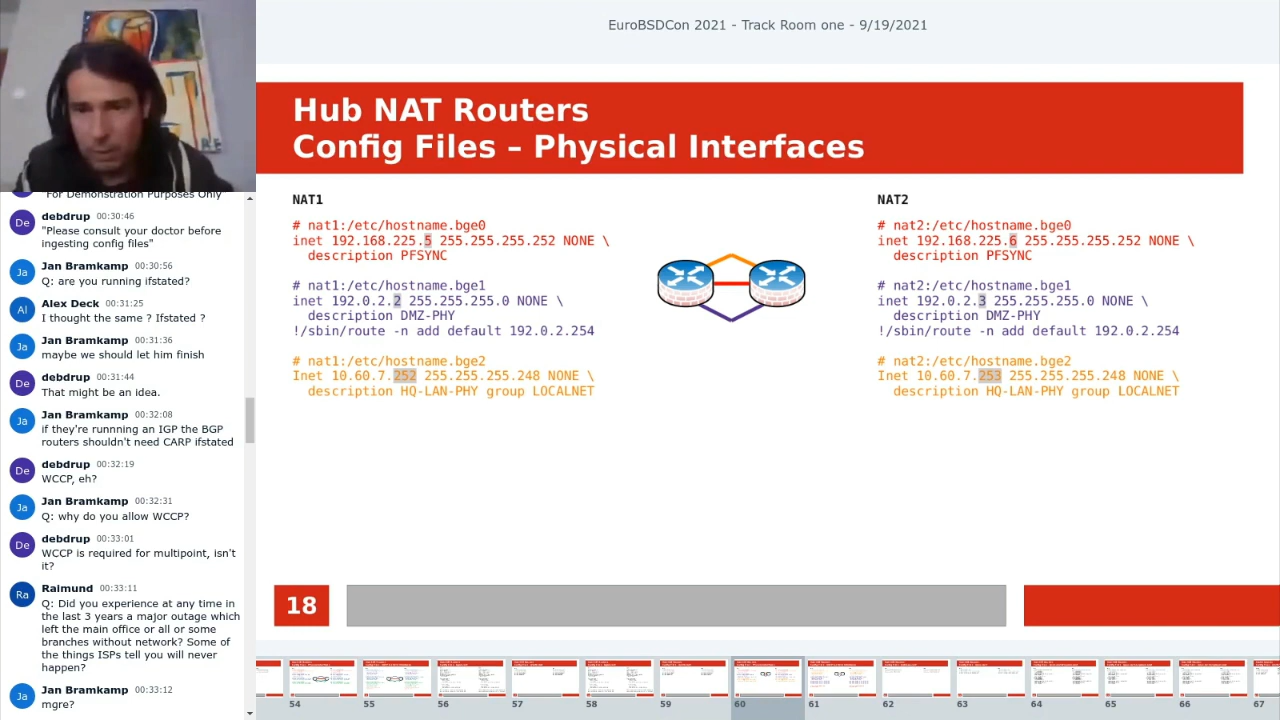 EuroBSDCon 2021 - Track Room one - 9/19/2021
Hub NAT Routers
Config Files – Physical Interfaces
NAT1
# nat1:/etc/hostname.bge0
inet 192.168.225.5 255.255.255.252 NONE \
description PFSYNC
# nat1:/etc/hostname.bge1
inet 192.0.2.2 255.255.255.0 NONE \
description DMZ-PHY
!/sbin/route -n add default 192.0.2.254
# nat1:/etc/hostname.bge2
Inet 10.60.7.252 255.255.255.248 NONE \
description HQ-LAN-PHY group LOCALNET
NAT2
# nat2:/etc/hostname.bge0
inet 192.168.225.6 255.255.255.252 NONE \
description PFSYNC
# nat2:/etc/hostname.bge1
inet 192.0.2.3 255.255.255.0 NONE \
description DMZ-PHY
!/sbin/route -n add default 192.0.2.254
# nat2:/etc/hostname.bge2
Inet 10.60.7.253 255.255.255.248 NONE \
description HQ-LAN-PHY group LOCALNET
18
"For Demonstration Purposes Only"
De
debdrup 00:30:46
"Please consult your doctor before
ingesting config files"
Ja
Jan Bramkamp 00:30:56
Q: are you running ifstated?
Al
Alex Deck 00:31:25
I thought the same ? Ifstated ?
Ja
Jan Bramkamp 00:31:36
maybe we should let him finish
De
debdrup 00:31:44
That might be an idea.
Ja
Jan Bramkamp 00:32:08
if they're runnning an IGP the BGP
routers shouldn't need CARP ifstated
De
debdrup 00:32:19
WCCP, eh?
Ja
Jan Bramkamp 00:32:31
Q: why do you allow WCCP?
De
debdrup 00:33:01
WCCP is required for multipoint, isn't
it?
Ra
Raimund 00:33:11
Q: Did you experience at any time in
the last 3 years a major outage which
left the main office or all or some
branches without network? Some of
the things ISPs tell you will never
happen?
Ja
Jan Bramkamp 00:33:12
mgre?
54 55 56 57 58 59 60 61 62 63 64 65 66 67